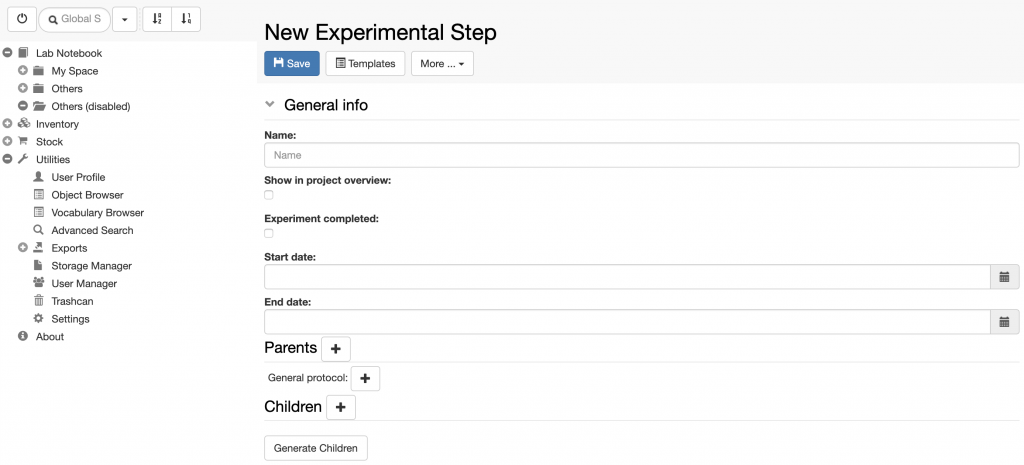 Global S
New Experimental Step
Save
Templates
More ...
Lab Notebook
My Space
Others
Others (disabled)
Inventory
Stock
Utilities
User Profile
Object Browser
Vocabulary Browser
Advanced Search
Exports
Storage Manager
User Manager
Trashcan
Settings
About
General info
Name:
Name
Show in project overview:
Experiment completed:
Start date:
End date:
Parents
General protocol:
Children
Generate Children